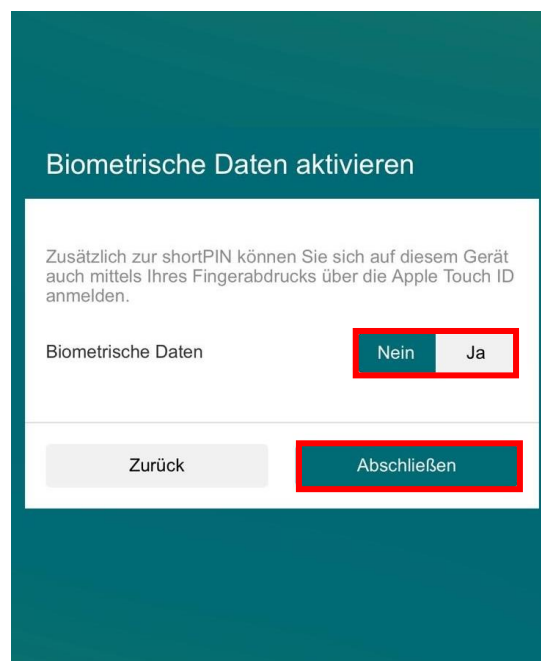 Biometrische Daten aktivieren
Zusätzlich zur shortPIN können Sie sich auf diesem Gerät
auch mittels Ihres Fingerabdrucks über die Apple Touch ID
anmelden.
Biometrische Daten
Nein Ja
Zurück Abschließen